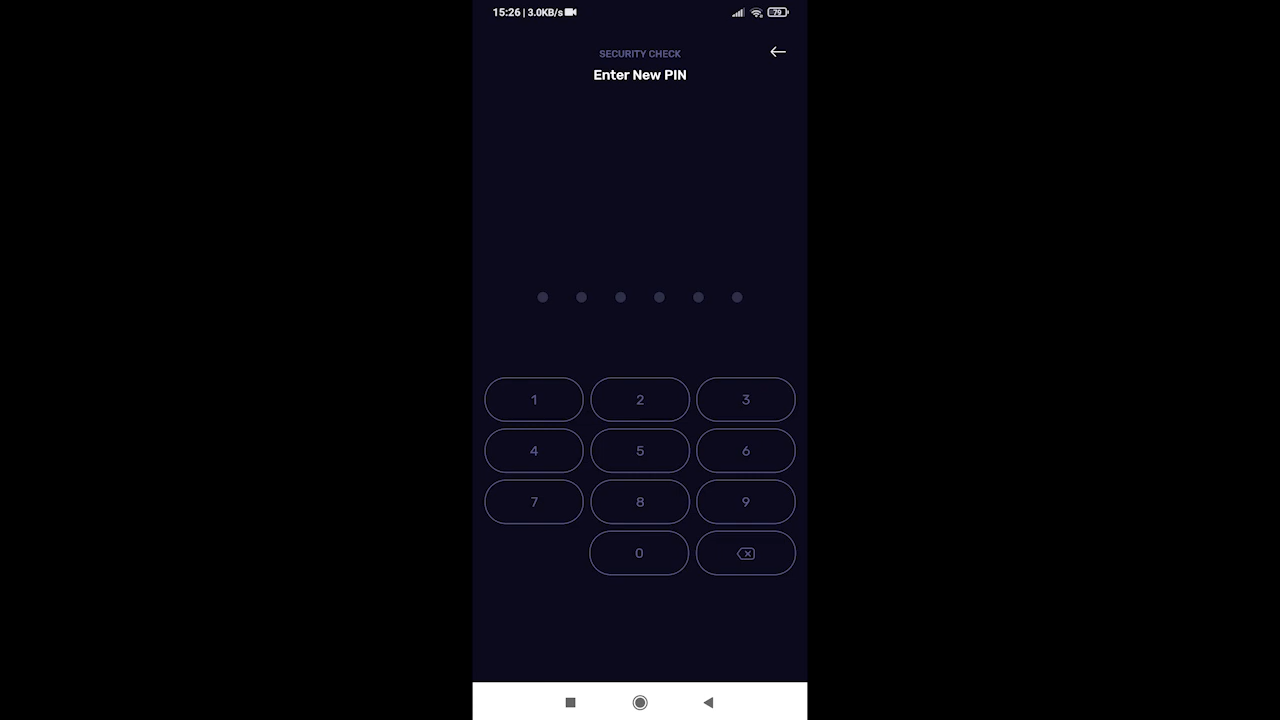 15:26 | 3.0KB/s 79
SECURITY CHECK
Enter New PIN
1 2 3
4 5 6
7 8 9
0